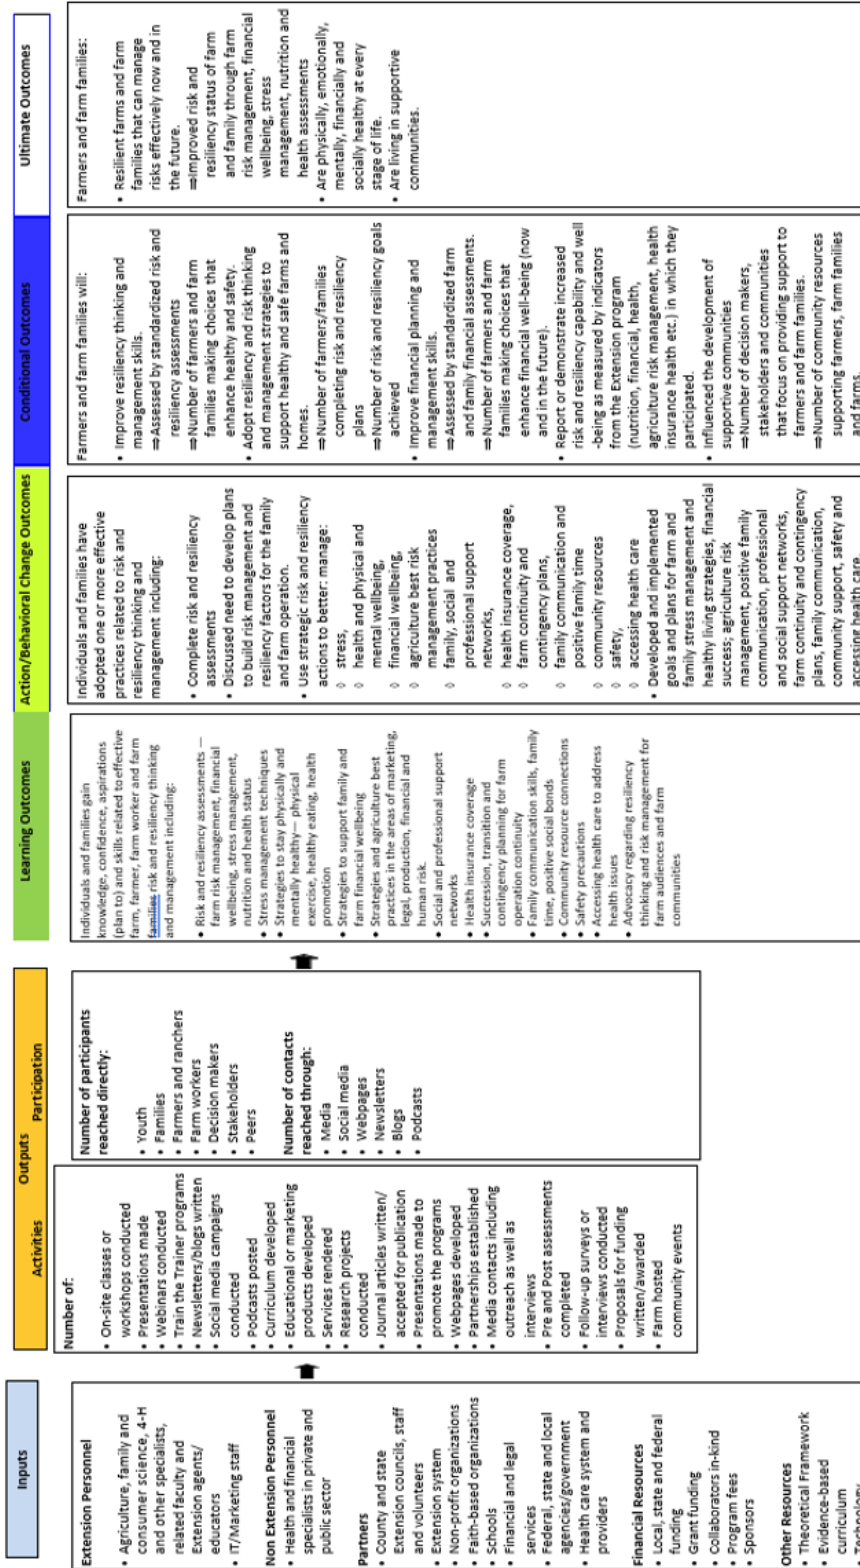 Inputs
Extension Personnel
• Agriculture, family and
consumer science, 4-H
and other specialists,
related faculty and
Extension agents/
educators
• IT/Marketing staff
Non Extension Personnel
• Health and financial
specialists in private and
public sector
Partners
• County and state
Extension councils, staff
and volunteers
• Extension system
• Non-profit organizations
• Faith-based organizations
• Schools
• Financial and legal
services
• Federal, state and local
agencies/government
• Health care system and
providers
Financial Resources
• Local, state and federal
funding
• Grant funding
• Collaborators in-kind
• Program fees
• Sponsors
Other Resources
• Theoretical Framework
• Evidence-based
curriculum
Outputs
Activities
Participation
Number of:
• On-site classes or
workshops conducted
• Presentations made
• Webinars conducted
• Train the Trainer programs
• Newsletters/blogs written
• Social media campaigns
conducted
• Podcasts posted
• Curriculum developed
• Educational or marketing
products developed
• Services rendered
• Research projects
conducted
• Journal articles written/
accepted for publication
• Presentations made to
promote the programs
• Webpages developed
• Partnerships established
• Media contacts including
outreach as well as
interviews
• Pre and Post assessments
completed
• Follow-up surveys or
interviews conducted
• Proposals for funding
written/awarded
• Farm hosted
community events
Number of participants
reached directly:
• Youth
• Families
• Farmers and ranchers
• Farm workers
• Decision makers
• Stakeholders
• Peers
Number of contacts
reached through:
• Media
• Social media
• Webpages
• Newsletters
• Blogs
• Podcasts
Learning Outcomes
Individuals and families gain
knowledge, confidence, aspirations
(plan to) and skills related to effective
farm, farmer, farm worker and farm
families risk and resiliency thinking
and management including:
• Risk and resiliency assessments —
farm risk management, financial
wellbeing, stress management,
nutrition and health status
• Stress management techniques
• Strategies to stay physically and
mentally healthy— physical
exercise, healthy eating, health
promotion
• Strategies to support family and
farm financial wellbeing
• Strategies and agriculture best
practices in the areas of marketing,
legal, production, financial and
human risk.
• Social and professional support
networks
• Health insurance coverage
• Succession, transition and
contingency planning for farm
operation continuity
• Family communication skills, family
time, positive social bonds
• Community resource connections
• Safety precautions
• Accessing health care to address
health issues
• Advocacy regarding resiliency
thinking and risk management for
farm audiences and farm
communities
Action/Behavioral Change Outcomes
Individuals and families have
adopted one or more effective
practices related to risk and
resiliency thinking and
management including:
• Complete risk and resiliency
assessments
• Discussed need to develop plans
to build risk management and
resiliency factors for the family
and farm operation.
• Use strategic risk and resiliency
actions to better: manage:
◊ stress,
◊ health and physical and
mental wellbeing,
◊ financial wellbeing,
◊ agriculture best risk
management practices
◊ family, social and
professional support
networks,
◊ health insurance coverage,
◊ farm continuity and
contingency plans,
◊ family communication and
positive family time
◊ community resources
◊ safety,
◊ accessing health care
• Developed and implemented
goals and plans for farm and
family stress management and
healthy living strategies, financial
success; agriculture risk
management, positive family
communication, professional
and social support networks,
farm continuity and contingency
plans, family communication,
community support, safety and
accessing health care.
Conditional Outcomes
Farmers and farm families will:
• Improve resiliency thinking and
management skills.
⇒Assessed by standardized risk and
resiliency assessments
⇒Number of farmers and farm
families making choices that
enhance healthy and safety.
• Adopt resiliency and risk thinking
and management strategies to
support healthy and safe farms and
homes.
⇒Number of farmers/families
completing risk and resiliency
plans
⇒Number of risk and resiliency goals
achieved
• Improve financial planning and
management skills.
⇒Assessed by standardized farm
and family financial assessments.
⇒Number of farmers and farm
families making choices that
enhance financial well-being (now
and in the future).
• Report or demonstrate increased
risk and resiliency capability and well
-being as measured by indicators
from the Extension program
(nutrition, financial, health,
agriculture risk management, health
insurance health etc.) in which they
participated.
• Influenced the development of
supportive communities
⇒Number of decision makers,
stakeholders and communities
that focus on providing support to
farmers and farm families.
⇒Number of community resources
supporting farmers, farm families
and farms.
Ultimate Outcomes
Farmers and farm families:
• Resilient farms and farm
families that can manage
risks effectively now and in
the future.
⇒Improved risk and
resiliency status of farm
and family through farm
risk management, financial
wellbeing, stress
management, nutrition and
health assessments
• Are physically, emotionally,
mentally, financially and
socially healthy at every
stage of life.
• Are living in supportive
communities.